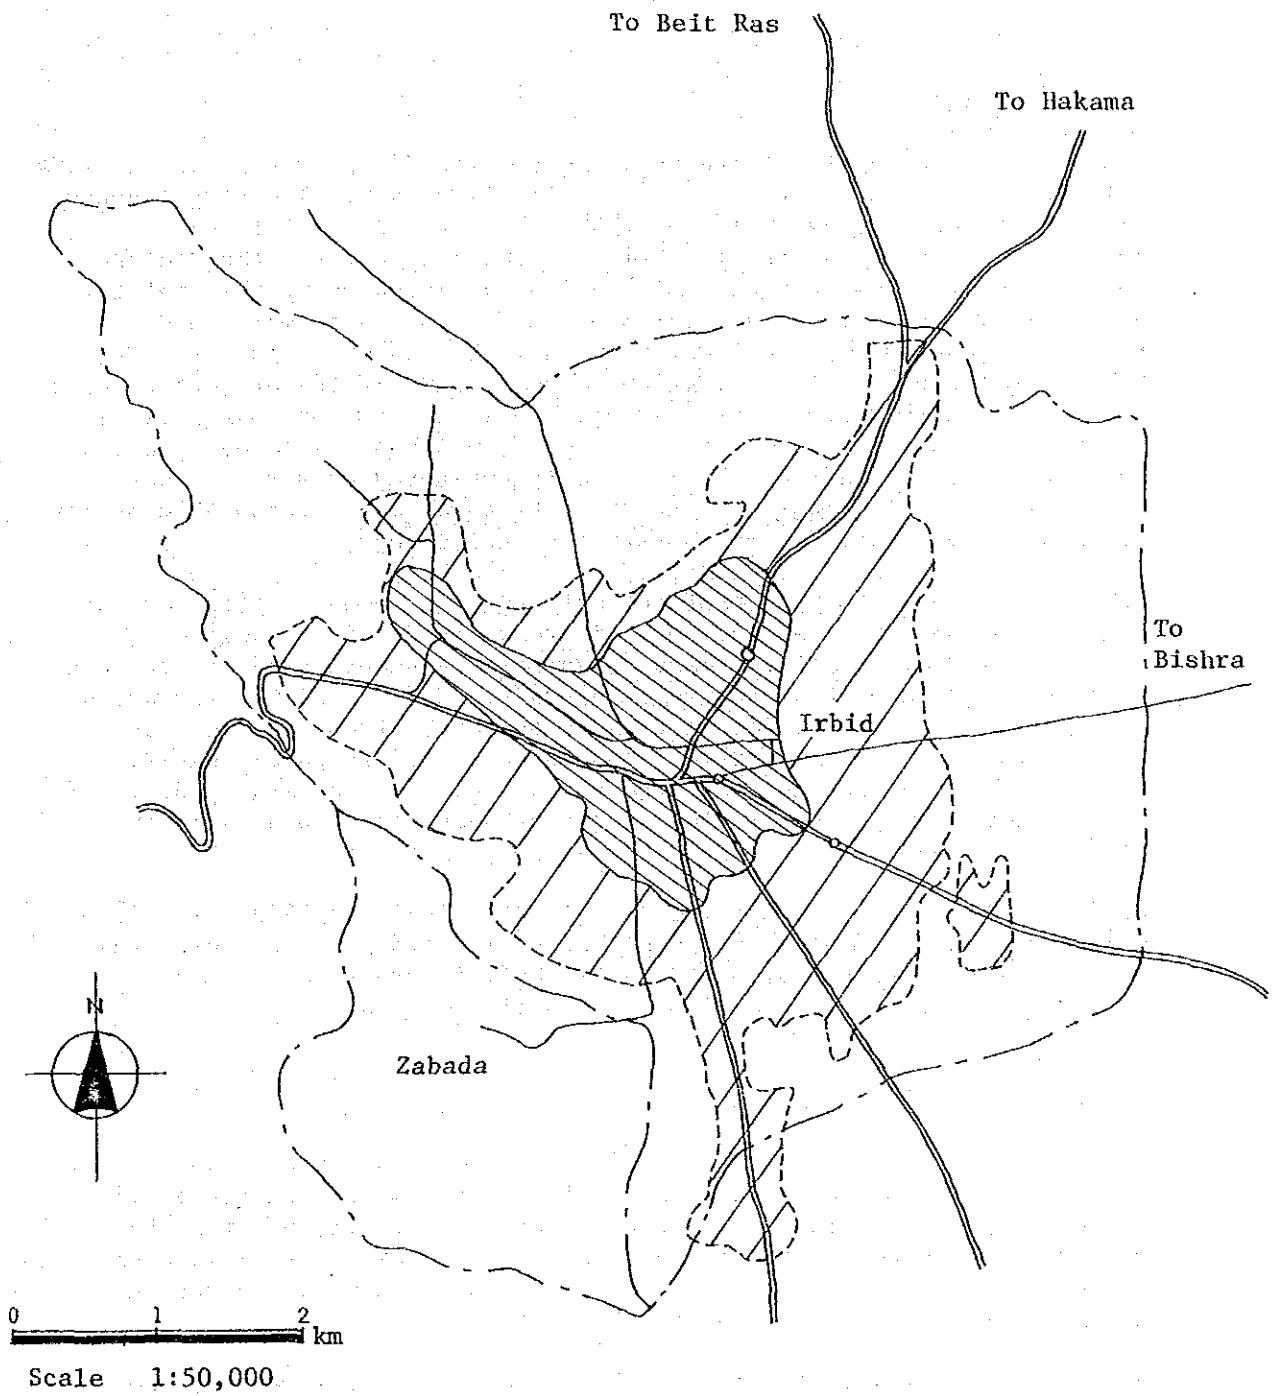 To Beit Ras
To Hakama
To
Bishra
Irbid
N
Zabada
0 1 2 km
Scale 1:50,000